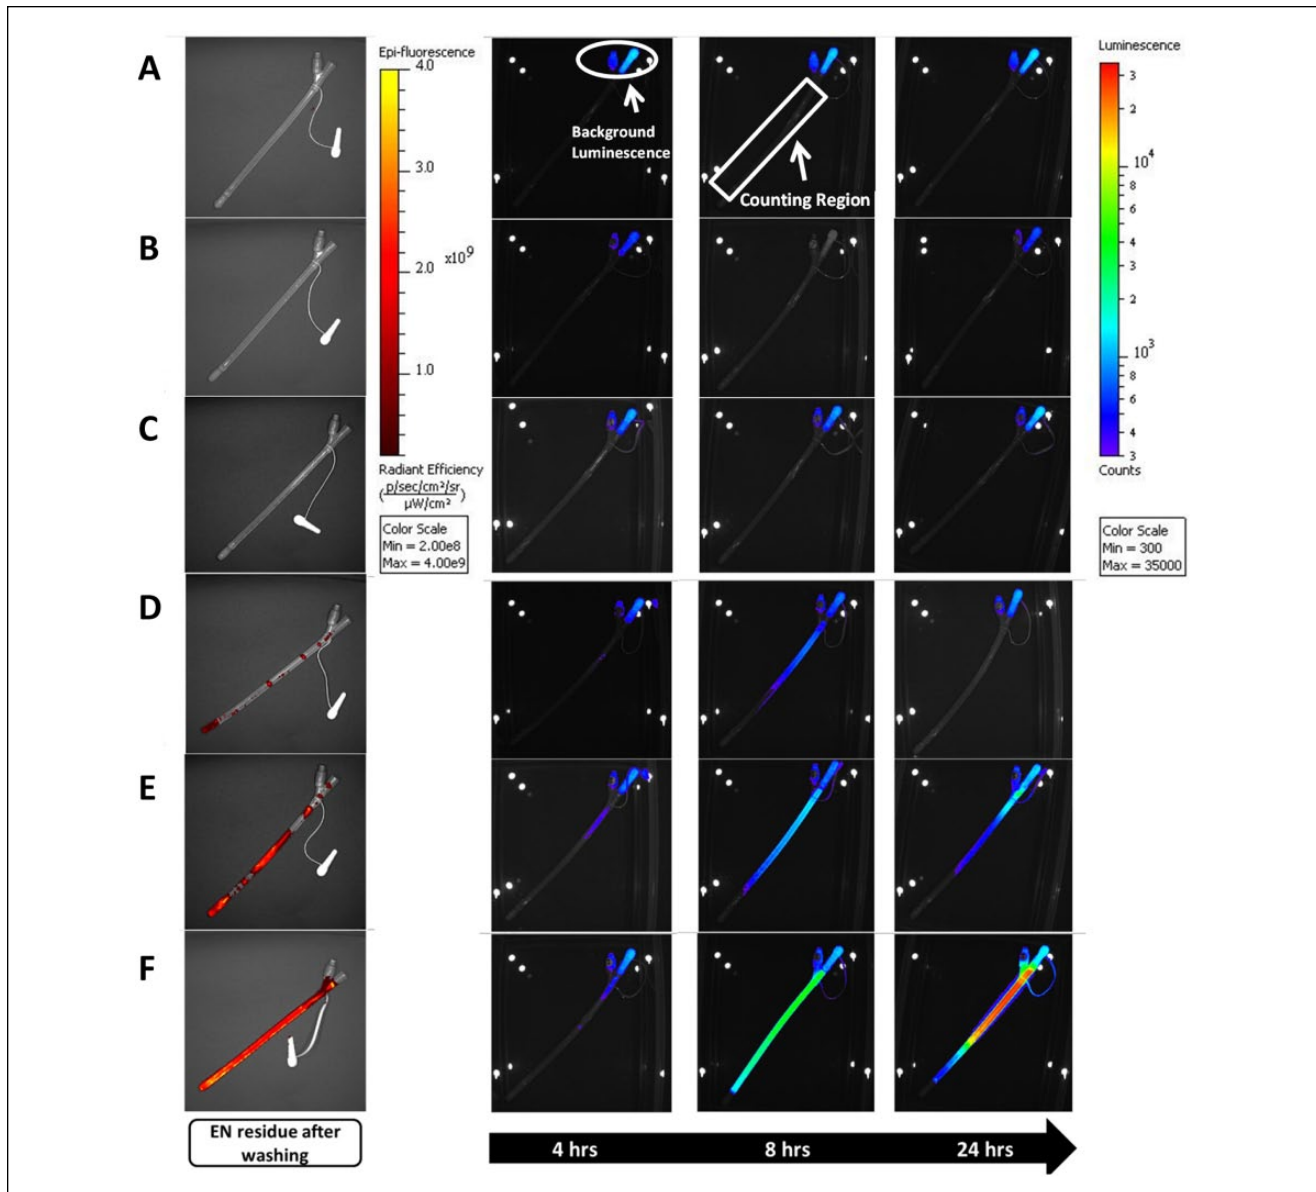 A
B
C
D
E
F
Epi-fluorescence
4.0
3.0
2.0
x10⁹
1.0
Radiant Efficiency
(p/sec/cm²/sr
µW/cm²)
Color Scale
Min = 2.00e8
Max = 4.00e9
Background
Luminescence
Counting Region
Luminescence
3
2
10⁴
8
6
4
3
2
10³
8
6
4
3
Counts
Color Scale
Min = 300
Max = 35000
EN residue after
washing
4 hrs
8 hrs
24 hrs